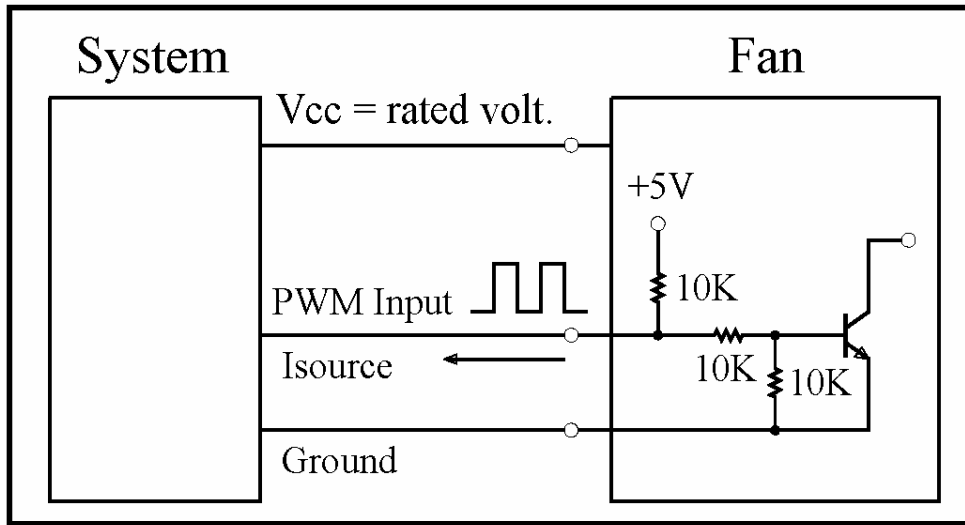 System
Fan
Vcc = rated volt.
+5V
10K
PWM Input
Isource
10K
10K
Ground